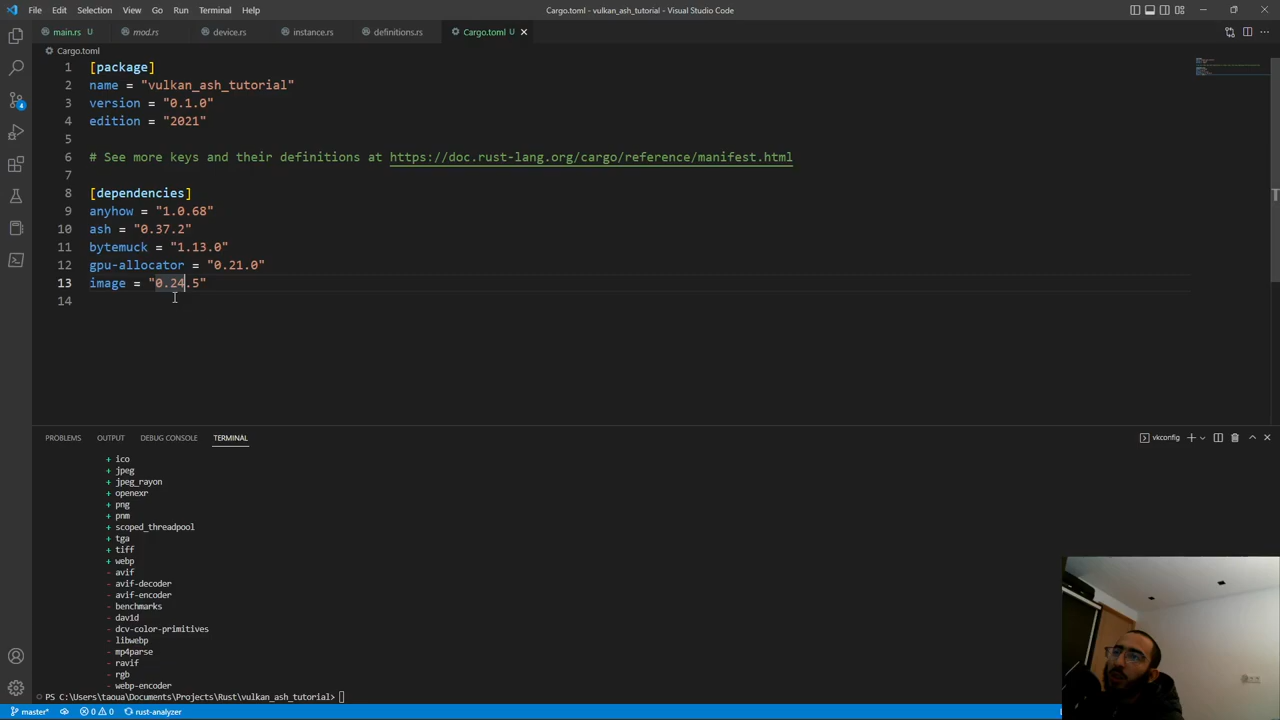 File Edit Selection View Go Run Terminal Help
Cargo.toml - vulkan_ash_tutorial - Visual Studio Code
main.rs U
mod.rs
device.rs
instance.rs
definitions.rs
Cargo.toml U
Cargo.toml
1 [package]
2 name = "vulkan_ash_tutorial"
3 version = "0.1.0"
4 edition = "2021"
5
6 # See more keys and their definitions at https://doc.rust-lang.org/cargo/reference/manifest.html
7
8 [dependencies]
9 anyhow = "1.0.68"
10 ash = "0.37.2"
11 bytemuck = "1.13.0"
12 gpu-allocator = "0.21.0"
13 image = "0.24.5"
14
4
PROBLEMS OUTPUT DEBUG CONSOLE TERMINAL
vkconfig
+ ico
+ jpeg
+ jpeg_rayon
+ openexr
+ png
+ pnm
+ scoped_threadpool
+ tga
+ tiff
+ webp
- avif
- avif-decoder
- avif-encoder
- benchmarks
- dav1d
- dcv-color-primitives
- libwebp
- mp4parse
- ravif
- rgb
- webp-encoder
PS C:\Users\taoua\Documents\Projects\Rust\vulkan_ash_tutorial>
master* 0 0 rust-analyzer